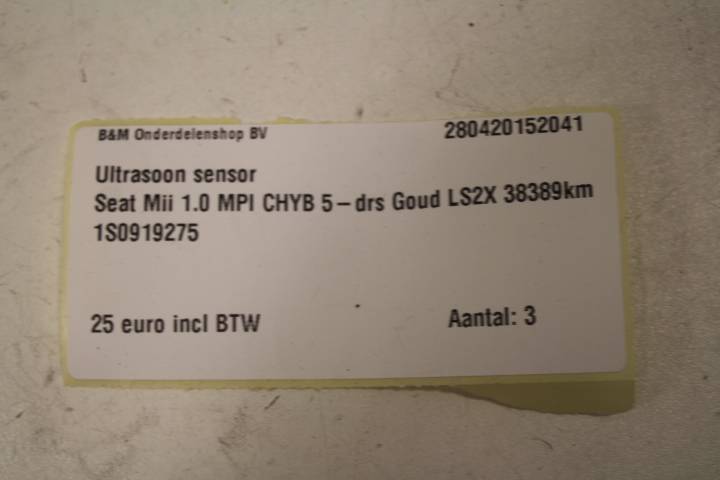 B&M Onderdelenshop BV 280420152041
Ultrasoon sensor
Seat Mii 1.0 MPI CHYB 5-drs Goud LS2X 38389km
1S0919275
25 euro incl BTW Aantal: 3